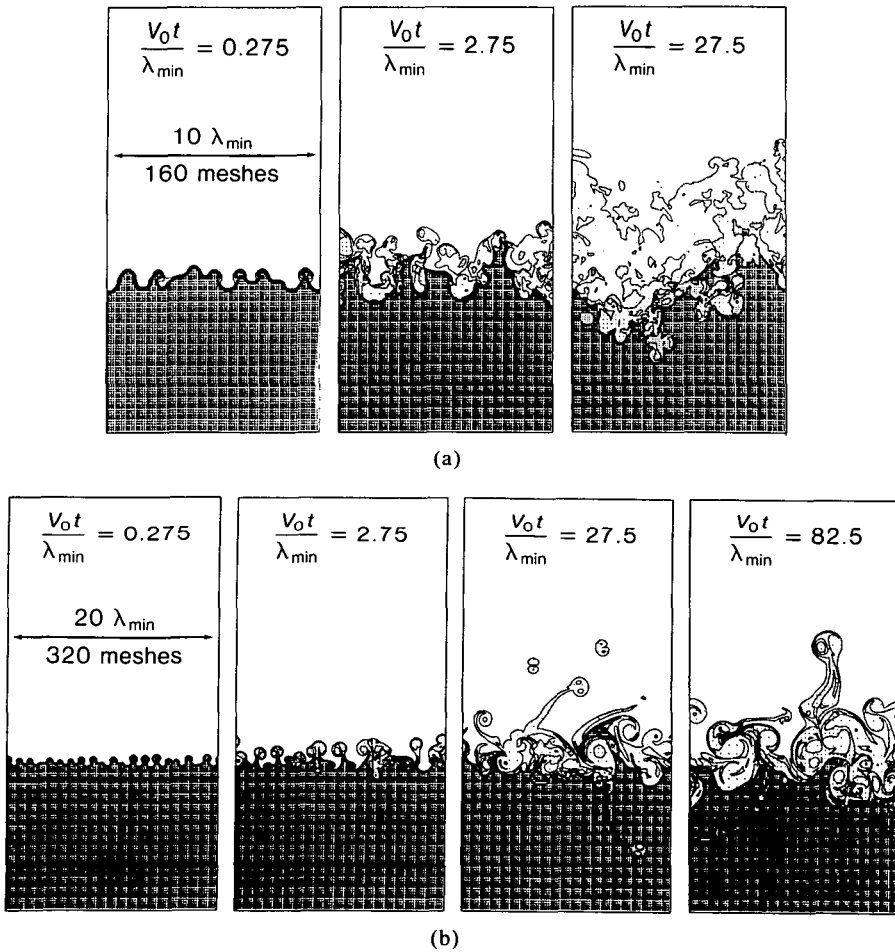 V₀t/λmin = 0.275
V₀t/λmin = 2.75
V₀t/λmin = 27.5
10 λmin
160 meshes
(a)
V₀t/λmin = 0.275
V₀t/λmin = 2.75
V₀t/λmin = 27.5
V₀t/λmin = 82.5
20 λmin
320 meshes
(b)